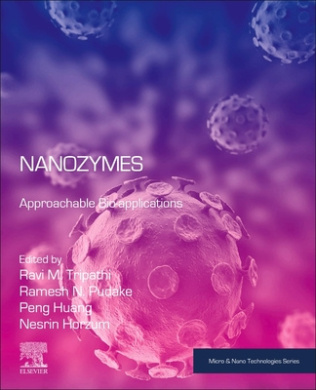 NANOZYMES
Approachable Bio-applications
Edited by
Ravi M. Tripathi
Ramesh N. Pudake
Peng Huang
Nesrin Horzum
ELSEVIER
Micro & Nano Technologies Series